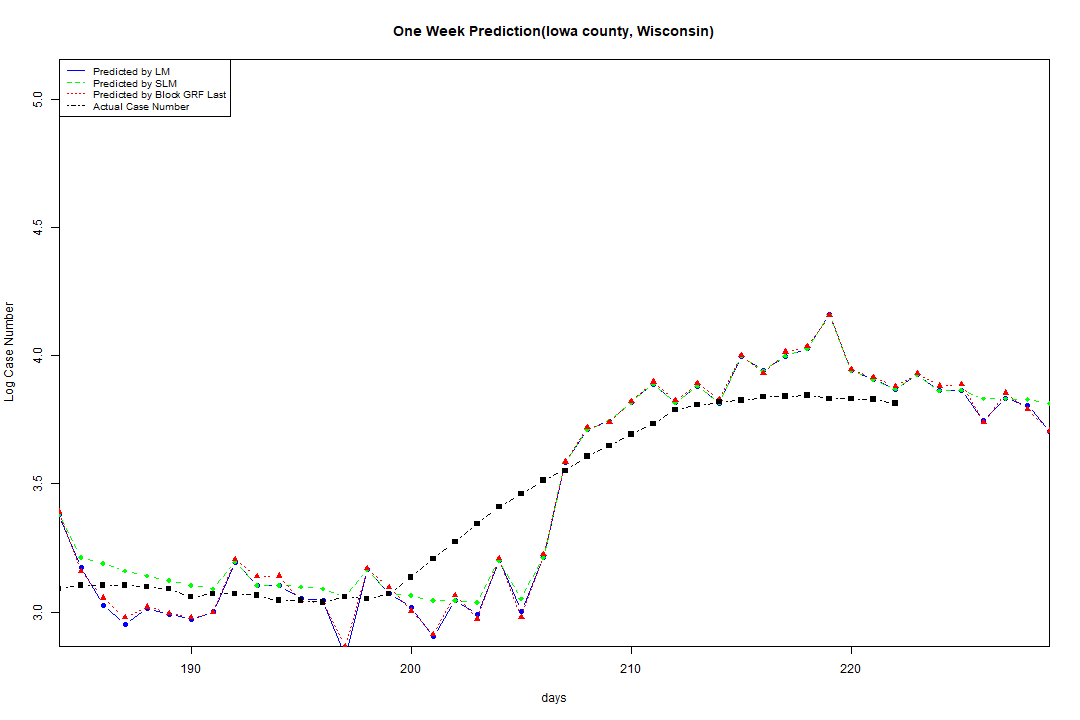 One Week Prediction(Iowa county, Wisconsin)
Predicted by LM
Predicted by SLM
Predicted by Block GRF Last
Actual Case Number
5.0
4.5
4.0
3.5
3.0
Log Case Number
190
200
210
220
days